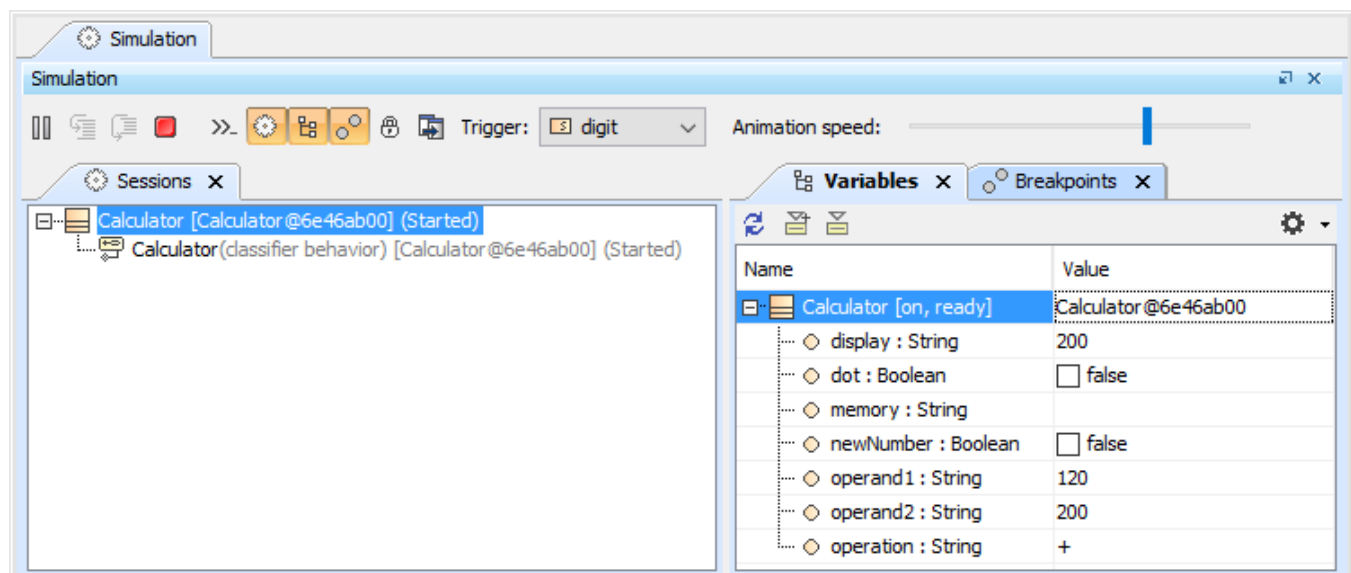 Simulation
Simulation
Trigger: digit Animation speed:
Sessions
Variables Breakpoints
Calculator [Calculator@6e46ab00] (Started)
Calculator(classifier behavior) [Calculator@6e46ab00] (Started)
Name Value
Calculator [on, ready] Calculator@6e46ab00
display : String 200
dot : Boolean false
memory : String
newNumber : Boolean false
operand1 : String 120
operand2 : String 200
operation : String +